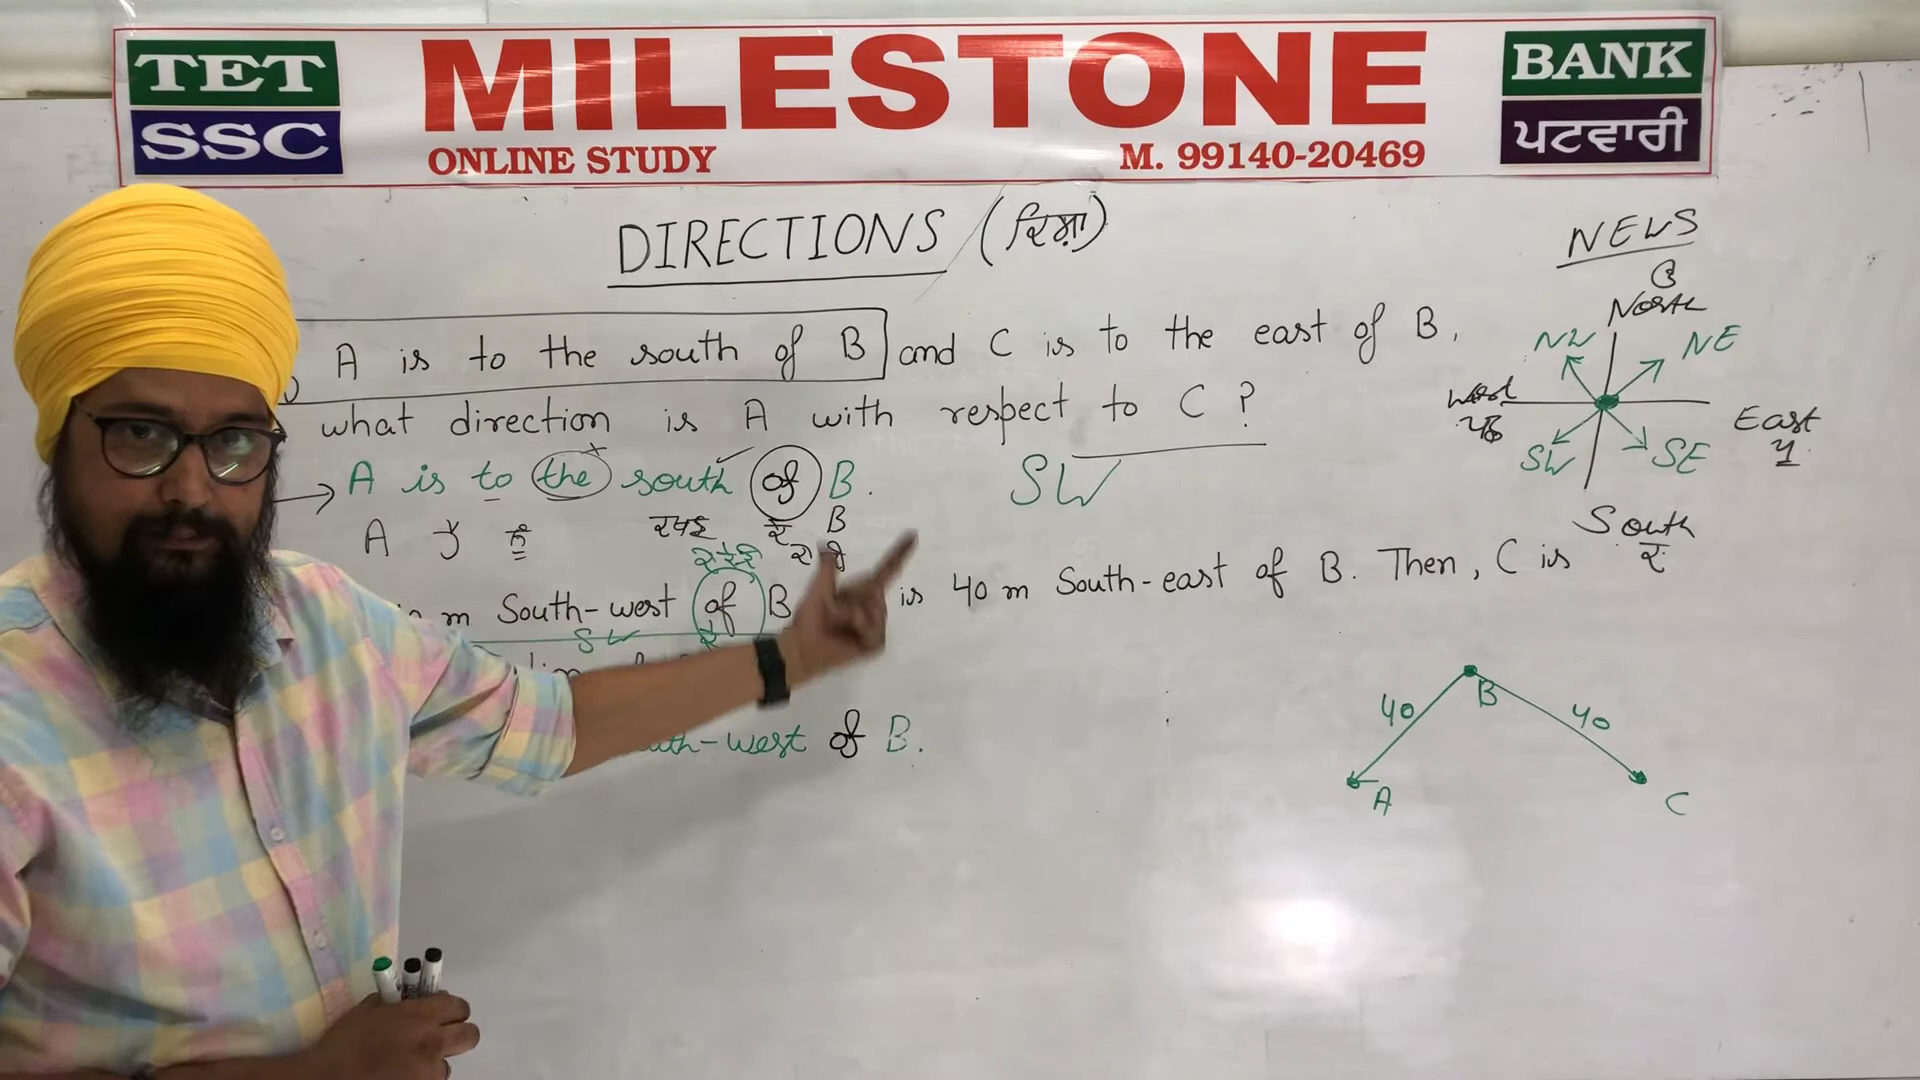 TET
SSC
MILESTONE
ONLINE STUDY
M. 99140-20469
BANK
ਪਟਵਾਰੀ
DIRECTIONS (ਦਿਸ਼ਾ)
NEWS
A is to the south of B and C is to the east of B,
what direction is A with respect to C ?
A is to the south of B.
SW
A B
m South-west of B is 40 m South-east of B. Then, C is
SW
-west of B.
North
NW NE
West East
SW SE
South
B
40 40
A C